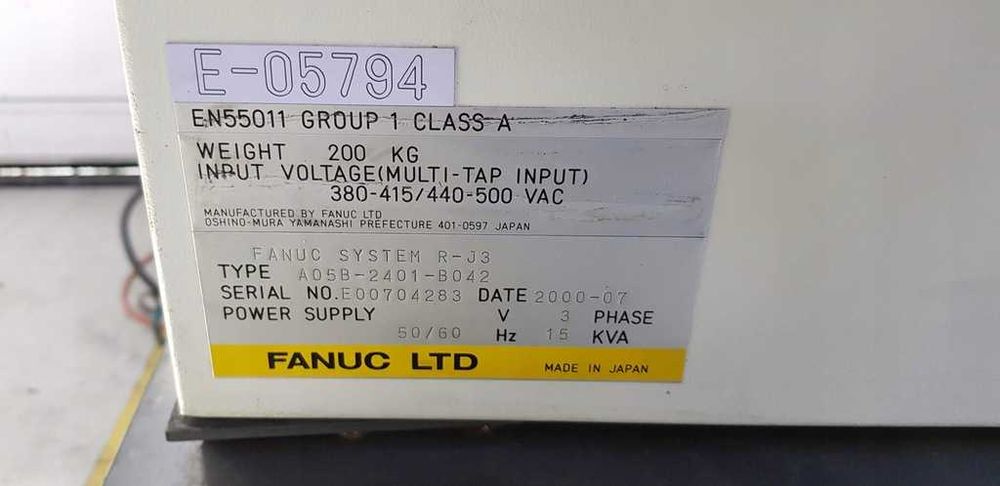 E-05794
EN55011 GROUP 1 CLASS A
WEIGHT 200 KG
INPUT VOLTAGE(MULTI-TAP INPUT)
380-415/440-500 VAC
MANUFACTURED BY FANUC LTD
OSHINO-MURA YAMANASHI PREFECTURE 401-0597 JAPAN
FANUC SYSTEM R-J3
TYPE A05B-2401-B042
SERIAL NO.E00704283 DATE 2000-07
POWER SUPPLY V 3 PHASE
50/60 Hz 15 KVA
FANUC LTD MADE IN JAPAN